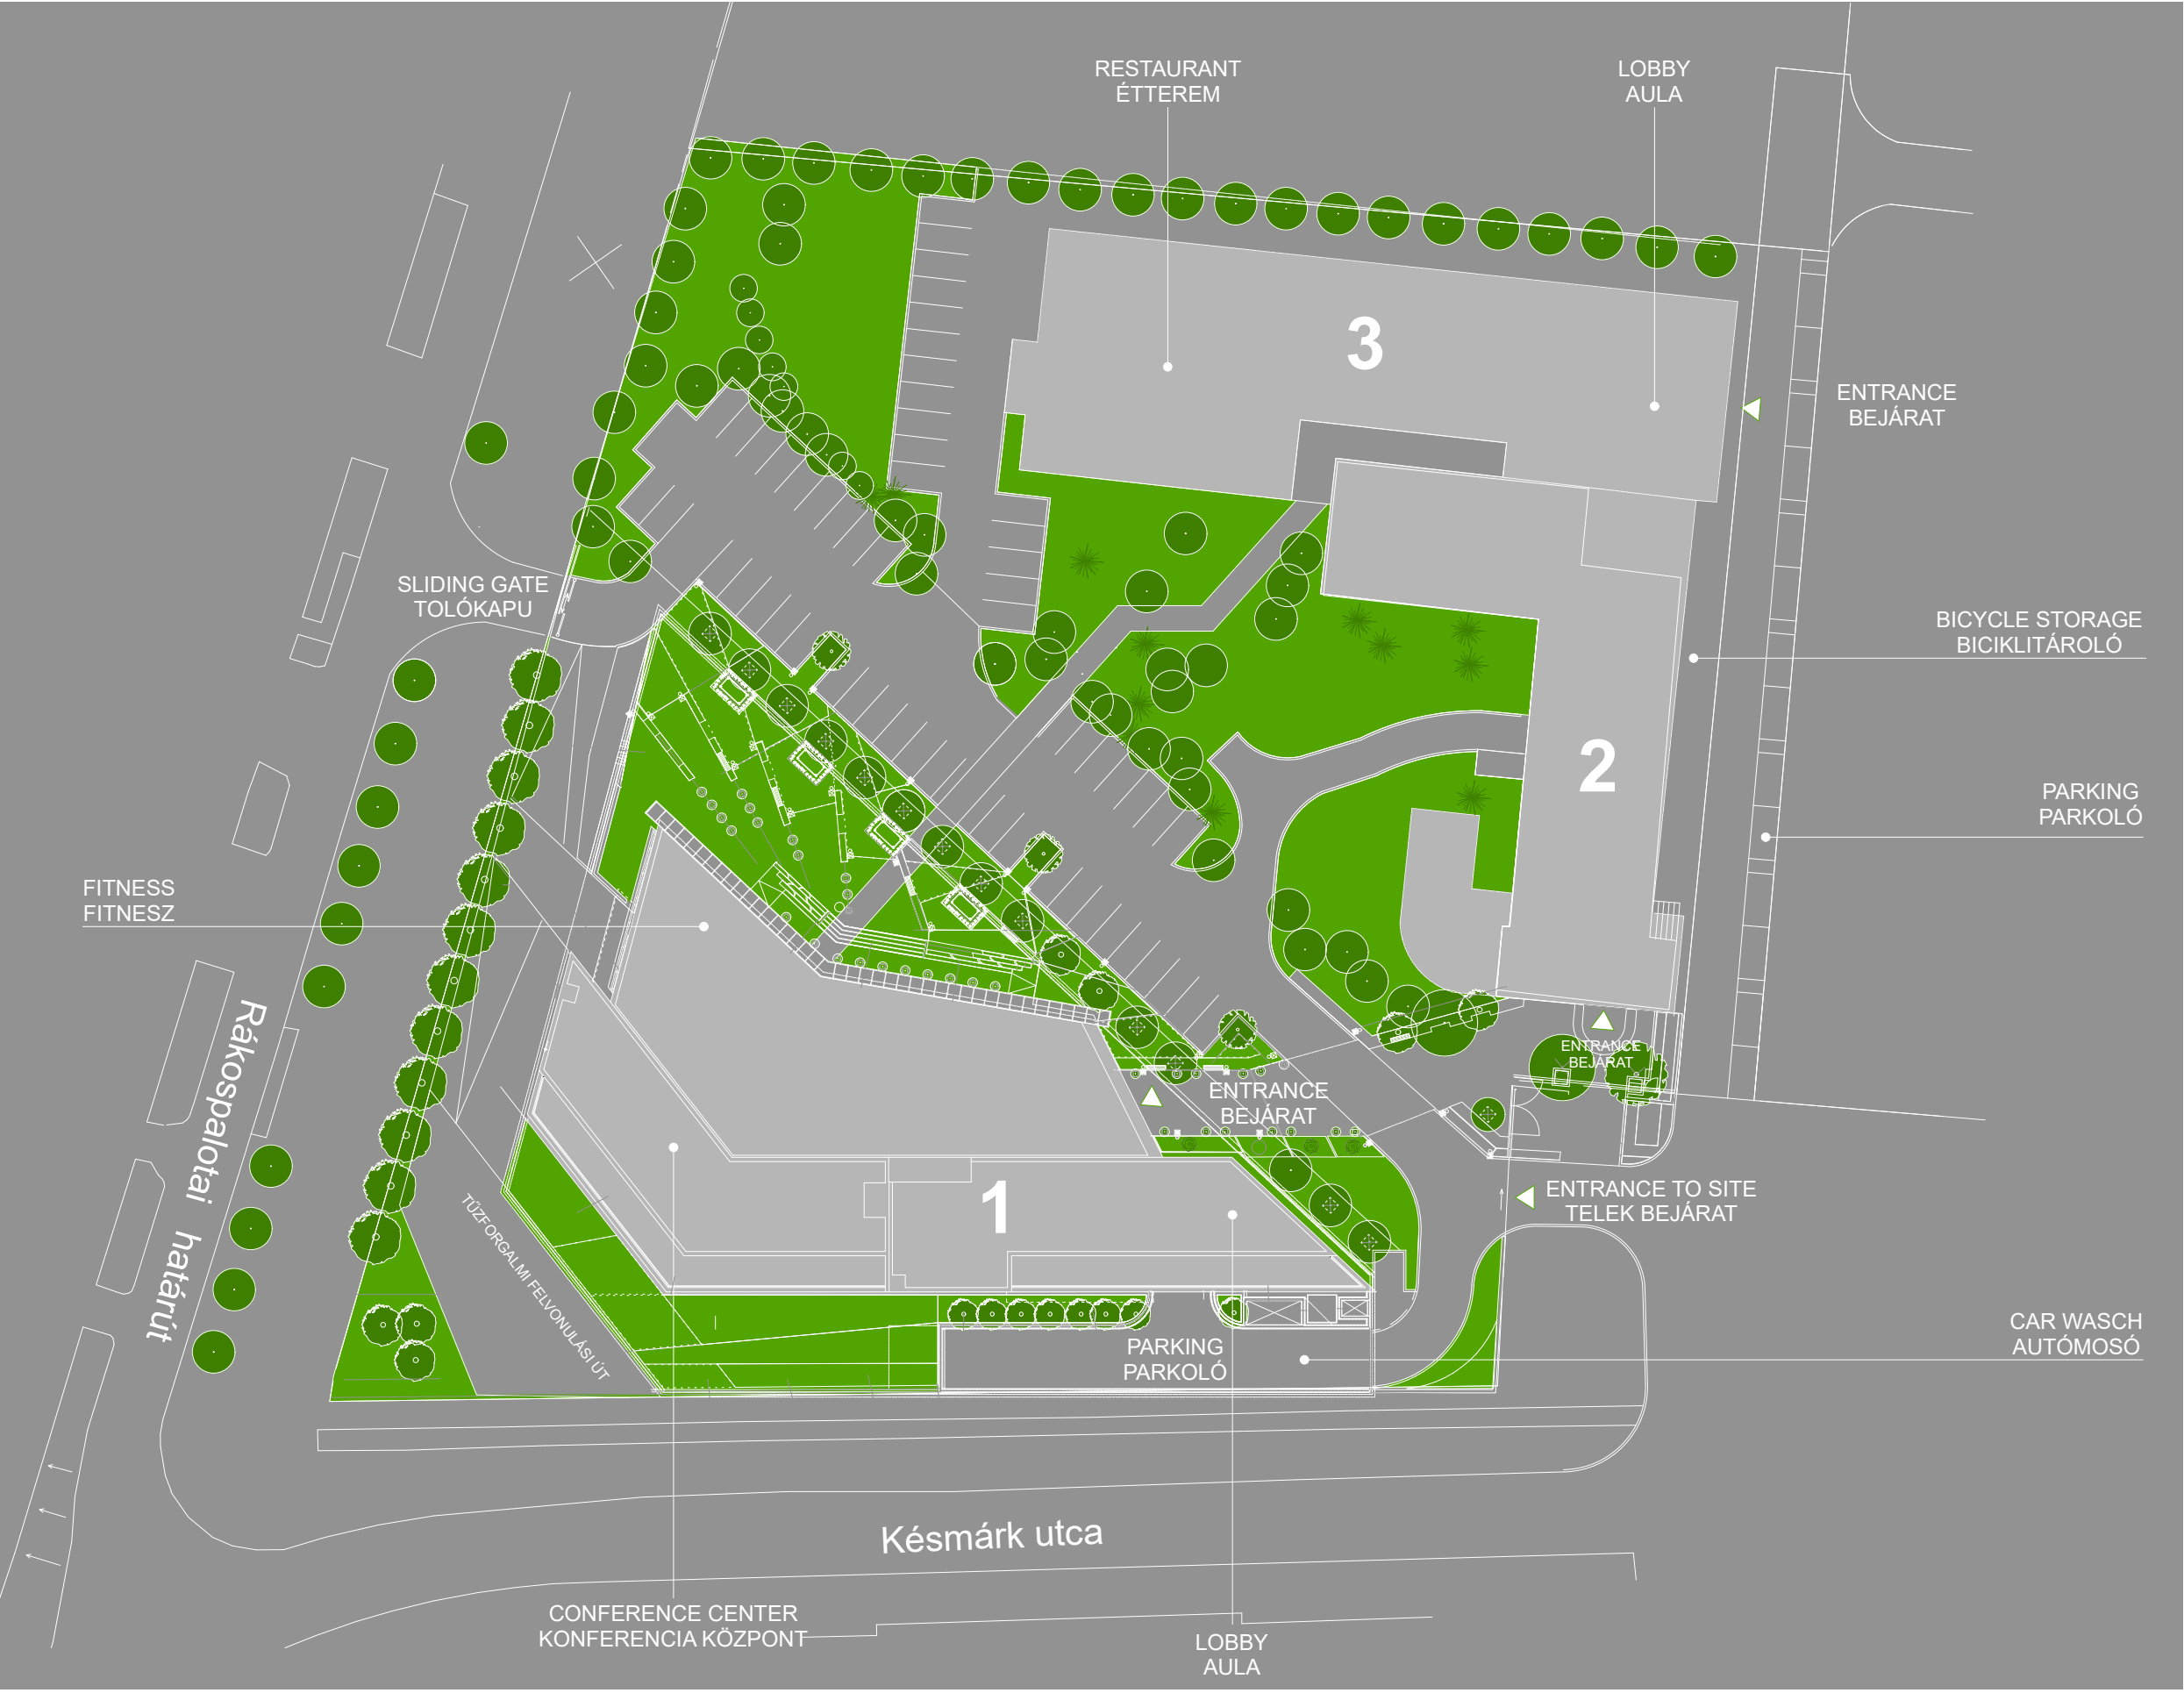 RESTAURANT
ÉTTEREM
LOBBY
AULA
3
ENTRANCE
BEJÁRAT
SLIDING GATE
TOLÓKAPU
BICYCLE STORAGE
BICIKLITÁROLÓ
2
PARKING
PARKOLÓ
FITNESS
FITNESZ
Rákospalotai határút
ENTRANCE
BEJÁRAT
ENTRANCE
BEJÁRAT
ENTRANCE TO SITE
TELEK BEJÁRAT
1
TŰZFORGALMI FELVONULÁSI ÚT
PARKING
PARKOLÓ
CAR WASCH
AUTÓMOSÓ
Késmárk utca
CONFERENCE CENTER
KONFERENCIA KÖZPONT
LOBBY
AULA